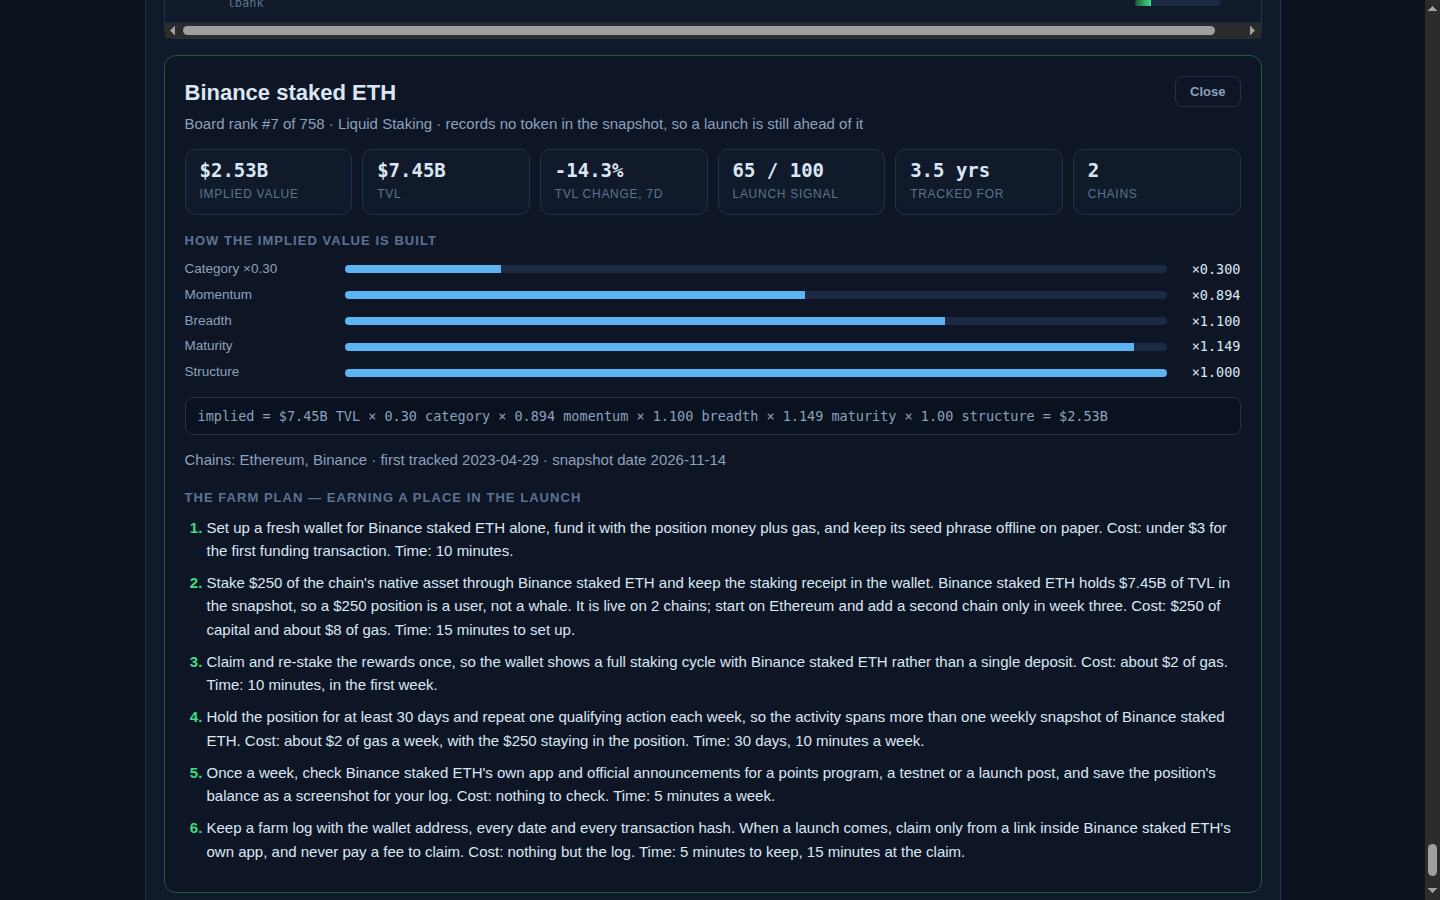 lbank
Binance staked ETH
Close
Board rank #7 of 758 · Liquid Staking · records no token in the snapshot, so a launch is still ahead of it
$2.53B
IMPLIED VALUE
$7.45B
TVL
-14.3%
TVL CHANGE, 7D
65 / 100
LAUNCH SIGNAL
3.5 yrs
TRACKED FOR
2
CHAINS
HOW THE IMPLIED VALUE IS BUILT
Category ×0.30 ×0.300
Momentum ×0.894
Breadth ×1.100
Maturity ×1.149
Structure ×1.000
implied = $7.45B TVL × 0.30 category × 0.894 momentum × 1.100 breadth × 1.149 maturity × 1.00 structure = $2.53B
Chains: Ethereum, Binance · first tracked 2023-04-29 · snapshot date 2026-11-14
THE FARM PLAN — EARNING A PLACE IN THE LAUNCH
1. Set up a fresh wallet for Binance staked ETH alone, fund it with the position money plus gas, and keep its seed phrase offline on paper. Cost: under $3 for
the first funding transaction. Time: 10 minutes.
2. Stake $250 of the chain's native asset through Binance staked ETH and keep the staking receipt in the wallet. Binance staked ETH holds $7.45B of TVL in
the snapshot, so a $250 position is a user, not a whale. It is live on 2 chains; start on Ethereum and add a second chain only in week three. Cost: $250 of
capital and about $8 of gas. Time: 15 minutes to set up.
3. Claim and re-stake the rewards once, so the wallet shows a full staking cycle with Binance staked ETH rather than a single deposit. Cost: about $2 of gas.
Time: 10 minutes, in the first week.
4. Hold the position for at least 30 days and repeat one qualifying action each week, so the activity spans more than one weekly snapshot of Binance staked
ETH. Cost: about $2 of gas a week, with the $250 staying in the position. Time: 30 days, 10 minutes a week.
5. Once a week, check Binance staked ETH's own app and official announcements for a points program, a testnet or a launch post, and save the position's
balance as a screenshot for your log. Cost: nothing to check. Time: 5 minutes a week.
6. Keep a farm log with the wallet address, every date and every transaction hash. When a launch comes, claim only from a link inside Binance staked ETH's
own app, and never pay a fee to claim. Cost: nothing but the log. Time: 5 minutes to keep, 15 minutes at the claim.